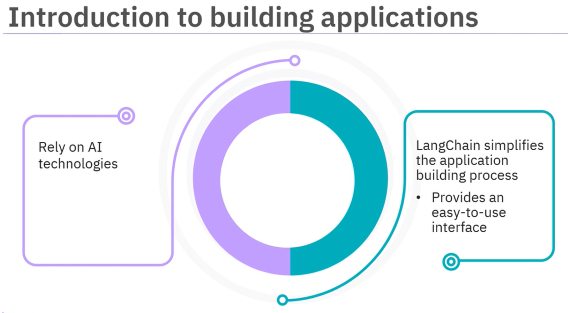 Introduction to building applications
Rely on AI
technologies
LangChain simplifies
the application
building process
• Provides an
easy-to-use
interface